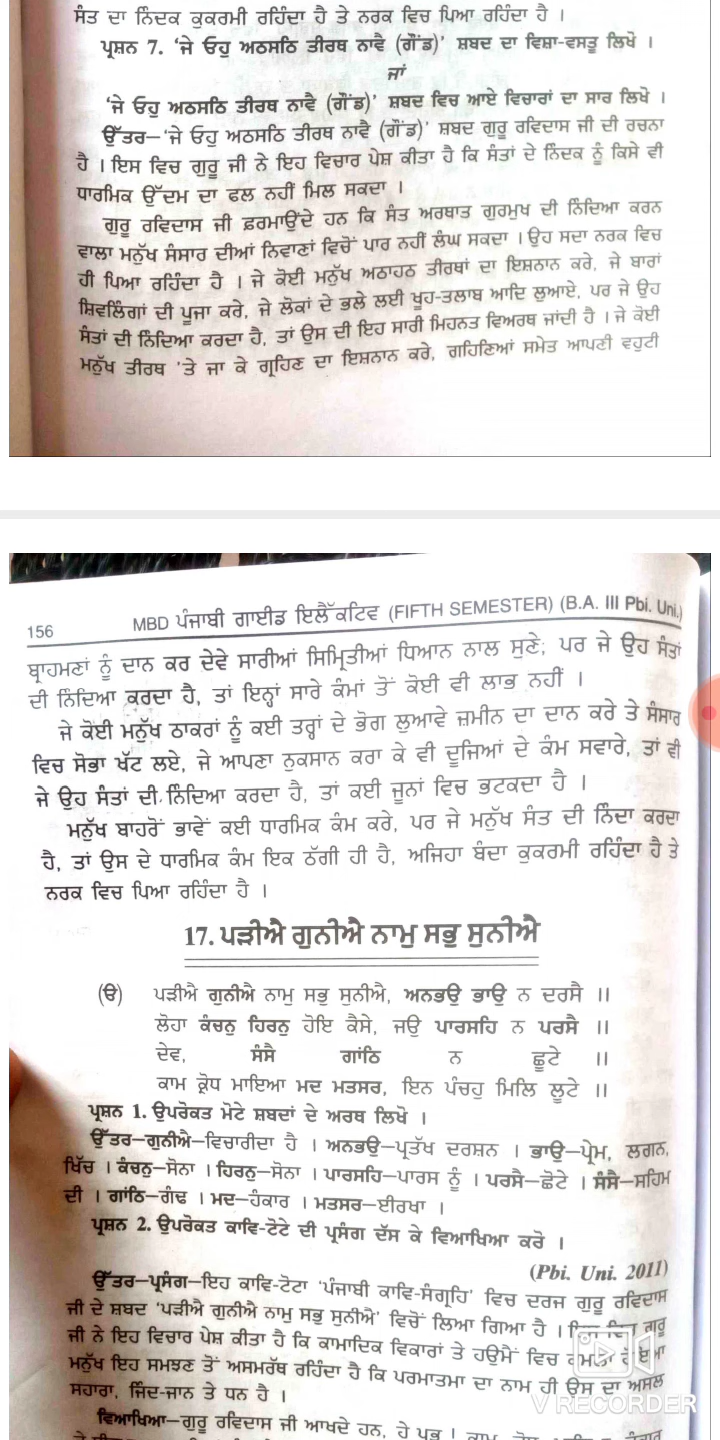 ਸੰਤ ਦਾ ਨਿੰਦਕ ਕੁਕਰਮੀ ਰਹਿੰਦਾ ਹੈ ਤੇ ਨਰਕ ਵਿਚ ਪਿਆ ਰਹਿੰਦਾ ਹੈ ।
ਪ੍ਰਸ਼ਨ 7. ‘ਜੇ ਓਹੁ ਅਠਸਠਿ ਤੀਰਥ ਨਾਵੈ (ਗੌਂਡ)’ ਸ਼ਬਦ ਦਾ ਵਿਸ਼ਾ-ਵਸਤੂ ਲਿਖੋ ।
ਜਾਂ
‘ਜੇ ਓਹੁ ਅਠਸਠਿ ਤੀਰਥ ਨਾਵੈ (ਗੌਂਡ)’ ਸ਼ਬਦ ਵਿਚ ਆਏ ਵਿਚਾਰਾਂ ਦਾ ਸਾਰ ਲਿਖੋ ।
ਉੱਤਰ—‘ਜੇ ਓਹੁ ਅਠਸਠਿ ਤੀਰਥ ਨਾਵੈ (ਗੌਂਡ)’ ਸ਼ਬਦ ਗੁਰੂ ਰਵਿਦਾਸ ਜੀ ਦੀ ਰਚਨਾ
ਹੈ । ਇਸ ਵਿਚ ਗੁਰੂ ਜੀ ਨੇ ਇਹ ਵਿਚਾਰ ਪੇਸ਼ ਕੀਤਾ ਹੈ ਕਿ ਸੰਤਾਂ ਦੇ ਨਿੰਦਕ ਨੂੰ ਕਿਸੇ ਵੀ
ਧਾਰਮਿਕ ਉੱਦਮ ਦਾ ਫਲ ਨਹੀਂ ਮਿਲ ਸਕਦਾ ।
ਗੁਰੂ ਰਵਿਦਾਸ ਜੀ ਫ਼ਰਮਾਉਂਦੇ ਹਨ ਕਿ ਸੰਤ ਅਰਥਾਤ ਗੁਰਮੁਖ ਦੀ ਨਿੰਦਿਆ ਕਰਨ
ਵਾਲਾ ਮਨੁੱਖ ਸੰਸਾਰ ਦੀਆਂ ਨਿਵਾਣਾਂ ਵਿਚੋਂ ਪਾਰ ਨਹੀਂ ਲੰਘ ਸਕਦਾ । ਉਹ ਸਦਾ ਨਰਕ ਵਿਚ
ਹੀ ਪਿਆ ਰਹਿੰਦਾ ਹੈ । ਜੇ ਕੋਈ ਮਨੁੱਖ ਅਠਾਹਠ ਤੀਰਥਾਂ ਦਾ ਇਸ਼ਨਾਨ ਕਰੇ, ਜੇ ਬਾਰਾਂ
ਸ਼ਿਵਲਿੰਗਾਂ ਦੀ ਪੂਜਾ ਕਰੇ, ਜੇ ਲੋਕਾਂ ਦੇ ਭਲੇ ਲਈ ਖੂਹ-ਤਲਾਬ ਆਦਿ ਲੁਆਏ, ਪਰ ਜੇ ਉਹ
ਸੰਤਾਂ ਦੀ ਨਿੰਦਿਆ ਕਰਦਾ ਹੈ, ਤਾਂ ਉਸ ਦੀ ਇਹ ਸਾਰੀ ਮਿਹਨਤ ਵਿਅਰਥ ਜਾਂਦੀ ਹੈ । ਜੇ ਕੋਈ
ਮਨੁੱਖ ਤੀਰਥ 'ਤੇ ਜਾ ਕੇ ਗ੍ਰਹਿਣ ਦਾ ਇਸ਼ਨਾਨ ਕਰੇ, ਗਹਿਣਿਆਂ ਸਮੇਤ ਆਪਣੀ ਵਹੁਟੀ
156 MBD ਪੰਜਾਬੀ ਗਾਈਡ ਇਲੈੱਕਟਿਵ (FIFTH SEMESTER) (B.A. III Pbi. Uni.)
ਬ੍ਰਾਹਮਣਾਂ ਨੂੰ ਦਾਨ ਕਰ ਦੇਵੇ ਸਾਰੀਆਂ ਸਿਮ੍ਰਿਤੀਆਂ ਧਿਆਨ ਨਾਲ ਸੁਣੇ; ਪਰ ਜੇ ਉਹ ਸੰਤਾਂ
ਦੀ ਨਿੰਦਿਆ ਕਰਦਾ ਹੈ, ਤਾਂ ਇਨ੍ਹਾਂ ਸਾਰੇ ਕੰਮਾਂ ਤੋਂ ਕੋਈ ਵੀ ਲਾਭ ਨਹੀਂ ।
ਜੇ ਕੋਈ ਮਨੁੱਖ ਠਾਕਰਾਂ ਨੂੰ ਕਈ ਤਰ੍ਹਾਂ ਦੇ ਭੋਗ ਲੁਆਵੇ ਜ਼ਮੀਨ ਦਾ ਦਾਨ ਕਰੇ ਤੇ ਸੰਸਾਰ
ਵਿਚ ਸੋਭਾ ਖੱਟ ਲਏ, ਜੇ ਆਪਣਾ ਨੁਕਸਾਨ ਕਰਾ ਕੇ ਵੀ ਦੂਜਿਆਂ ਦੇ ਕੰਮ ਸਵਾਰੇ, ਤਾਂ ਵੀ
ਜੇ ਉਹ ਸੰਤਾਂ ਦੀ ਨਿੰਦਿਆ ਕਰਦਾ ਹੈ, ਤਾਂ ਕਈ ਜੂਨਾਂ ਵਿਚ ਭਟਕਦਾ ਹੈ ।
ਮਨੁੱਖ ਬਾਹਰੋਂ ਭਾਵੇਂ ਕਈ ਧਾਰਮਿਕ ਕੰਮ ਕਰੇ, ਪਰ ਜੇ ਮਨੁੱਖ ਸੰਤ ਦੀ ਨਿੰਦਾ ਕਰਦਾ
ਹੈ, ਤਾਂ ਉਸ ਦੇ ਧਾਰਮਿਕ ਕੰਮ ਇਕ ਠੱਗੀ ਹੀ ਹੈ, ਅਜਿਹਾ ਬੰਦਾ ਕੁਕਰਮੀ ਰਹਿੰਦਾ ਹੈ ਤੇ
ਨਰਕ ਵਿਚ ਪਿਆ ਰਹਿੰਦਾ ਹੈ ।
17. ਪੜੀਐ ਗੁਨੀਐ ਨਾਮੁ ਸਭੁ ਸੁਨੀਐ
(ੳ) ਪੜੀਐ ਗੁਨੀਐ ਨਾਮੁ ਸਭੁ ਸੁਨੀਐ, ਅਨਭਉ ਭਾਉ ਨ ਦਰਸੈ ॥
ਲੋਹਾ ਕੰਚਨੁ ਹਿਰਨੁ ਹੋਇ ਕੈਸੇ, ਜਉ ਪਾਰਸਹਿ ਨ ਪਰਸੈ ॥
ਦੇਵ, ਸੰਸੈ ਗਾਂਠਿ ਨ ਛੂਟੇ ॥
ਕਾਮ ਕ੍ਰੋਧ ਮਾਇਆ ਮਦ ਮਤਸਰ, ਇਨ ਪੰਚਹੁ ਮਿਲਿ ਲੂਟੇ ॥
ਪ੍ਰਸ਼ਨ 1. ਉਪਰੋਕਤ ਮੋਟੇ ਸ਼ਬਦਾਂ ਦੇ ਅਰਥ ਲਿਖੋ ।
ਉੱਤਰ—ਗੁਨੀਐ—ਵਿਚਾਰੀਦਾ ਹੈ । ਅਨਭਉ—ਪ੍ਰਤੱਖ ਦਰਸ਼ਨ । ਭਾਉ—ਪ੍ਰੇਮ, ਲਗਨ,
ਖਿੱਚ । ਕੰਚਨੁ—ਸੋਨਾ । ਹਿਰਨੁ—ਸੋਨਾ । ਪਾਰਸਹਿ—ਪਾਰਸ ਨੂੰ । ਪਰਸੈ—ਛੋਟੇ । ਸੰਸੈ—ਸਹਿਮ
ਦੀ । ਗਾਂਠਿ—ਗੰਢ । ਮਦ—ਹੰਕਾਰ । ਮਤਸਰ—ਈਰਖਾ ।
ਪ੍ਰਸ਼ਨ 2. ਉਪਰੋਕਤ ਕਾਵਿ-ਟੋਟੇ ਦੀ ਪ੍ਰਸੰਗ ਦੱਸ ਕੇ ਵਿਆਖਿਆ ਕਰੋ ।
(Pbi. Uni. 2011)
ਉੱਤਰ—ਪ੍ਰਸੰਗ—ਇਹ ਕਾਵਿ-ਟੋਟਾ ‘ਪੰਜਾਬੀ ਕਾਵਿ-ਸੰਗ੍ਰਹਿ’ ਵਿਚ ਦਰਜ ਗੁਰੂ ਰਵਿਦਾਸ
ਜੀ ਦੇ ਸ਼ਬਦ ‘ਪੜੀਐ ਗੁਨੀਐ ਨਾਮੁ ਸਭੁ ਸੁਨੀਐ’ ਵਿਚੋਂ ਲਿਆ ਗਿਆ ਹੈ । ਗੁਰੂ
ਜੀ ਨੇ ਇਹ ਵਿਚਾਰ ਪੇਸ਼ ਕੀਤਾ ਹੈ ਕਿ ਕਾਮਾਦਿਕ ਵਿਕਾਰਾਂ ਤੇ ਹਉਮੈਂ ਵਿਚ
ਮਨੁੱਖ ਇਹ ਸਮਝਣ ਤੋਂ ਅਸਮਰੱਥ ਰਹਿੰਦਾ ਹੈ ਕਿ ਪਰਮਾਤਮਾ ਦਾ ਨਾਮ ਹੀ ਉਸ ਦਾ ਅਸਲ
ਸਹਾਰਾ, ਜਿੰਦ-ਜਾਨ ਤੇ ਧਨ ਹੈ ।
V RECORDER
ਵਿਆਖਿਆ—ਗੁਰੂ ਰਵਿਦਾਸ ਜੀ ਆਖਦੇ ਹਨ, ਹੇ ਪ੍ਰਭੂ !